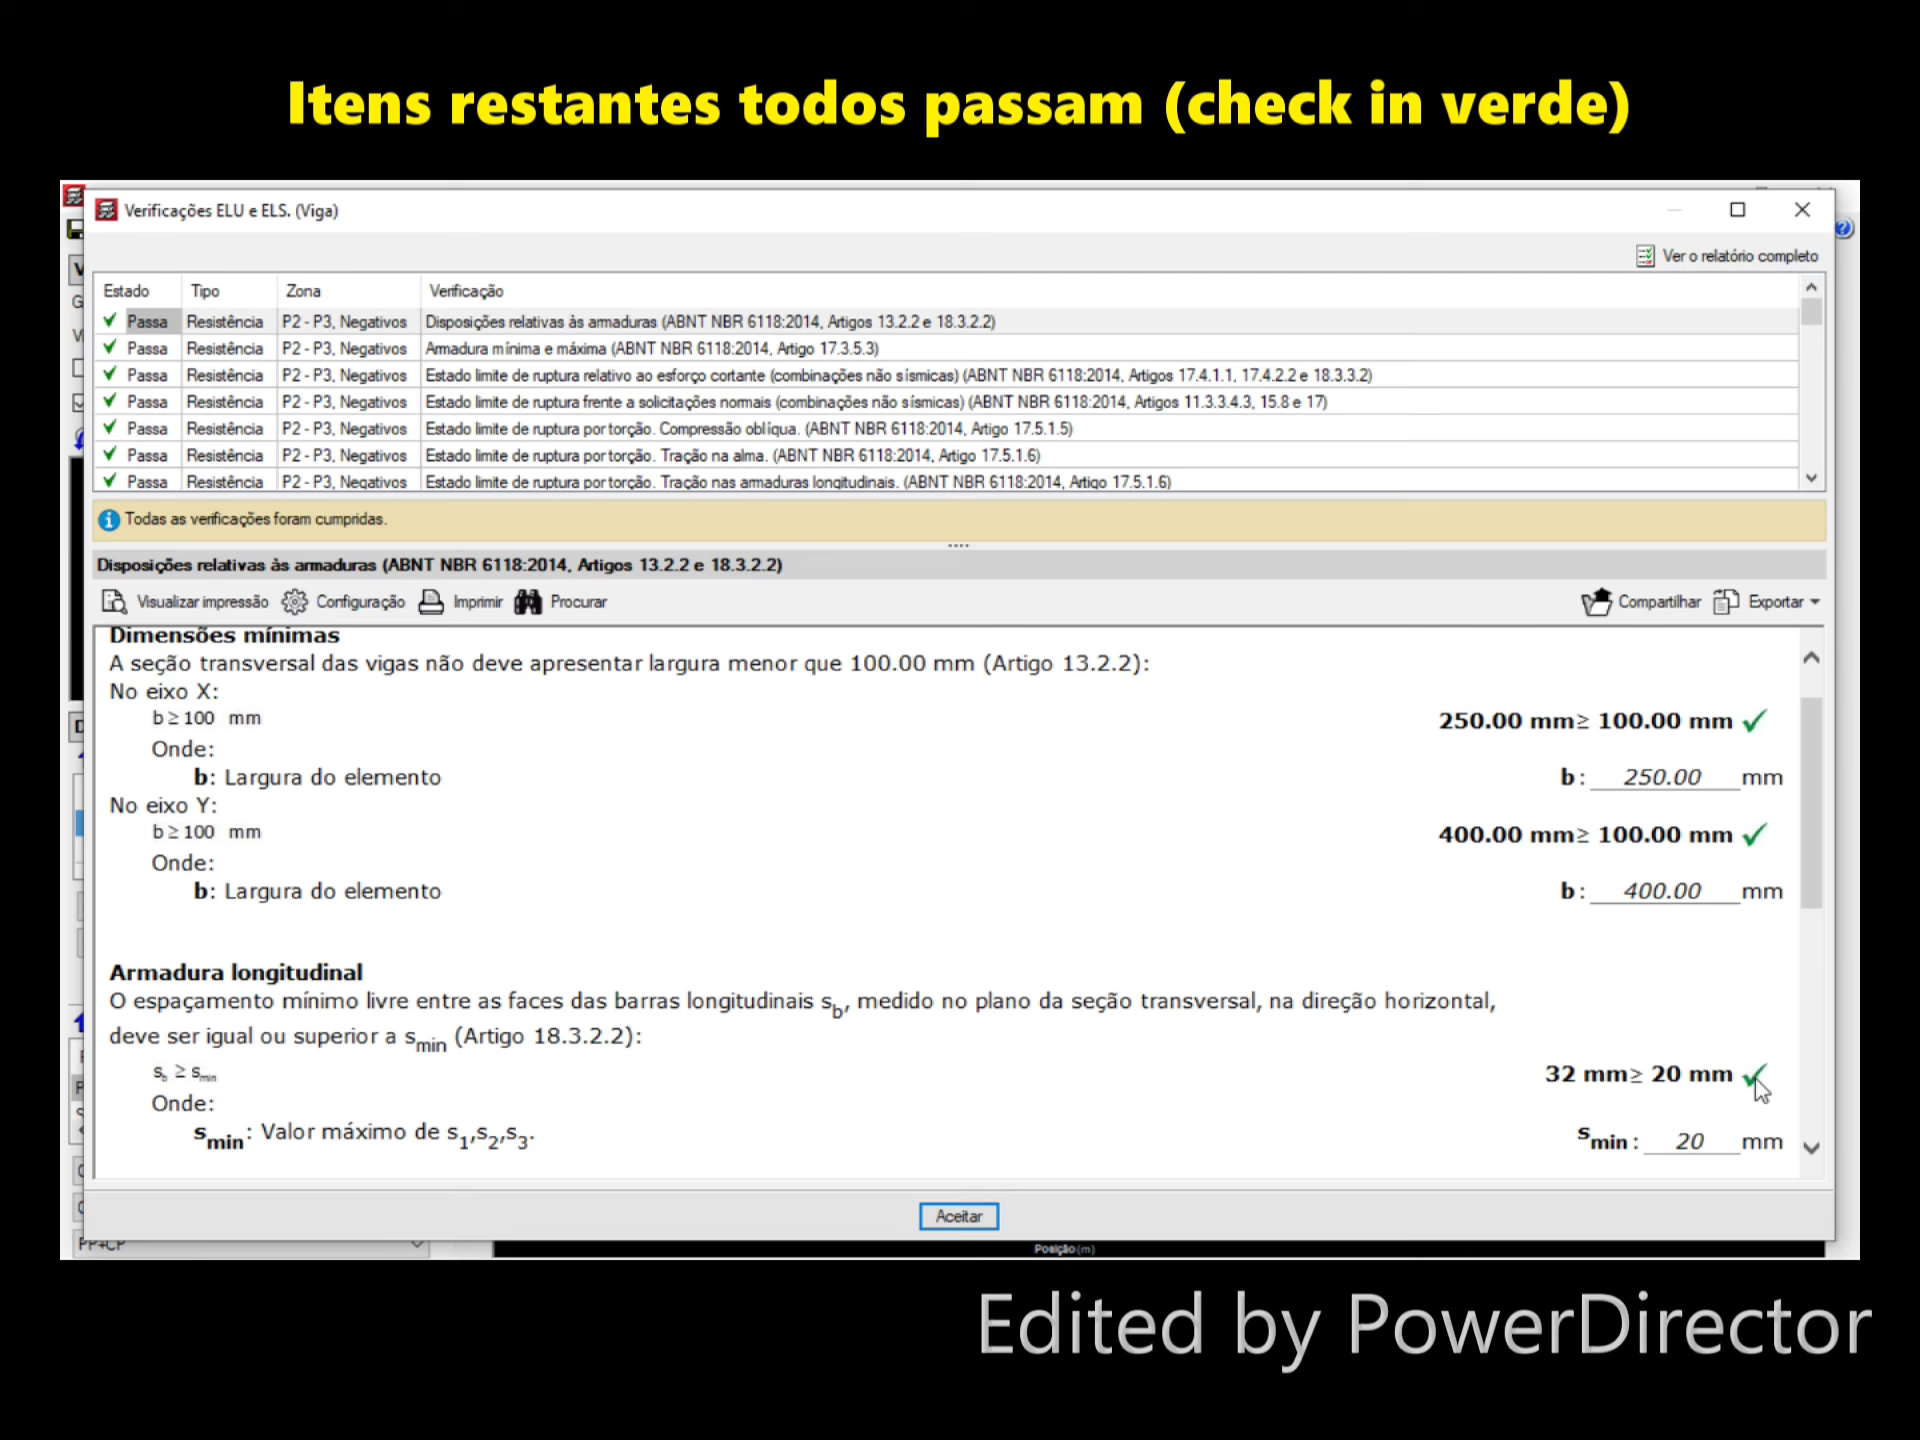 Itens restantes todos passam (check in verde)
Verificações ELU e ELS. (Viga)
Ver o relatório completo
Estado Tipo Zona Verificação
Passa Resistência P2 - P3, Negativos Disposições relativas às armaduras (ABNT NBR 6118:2014, Artigos 13.2.2 e 18.3.2.2)
Passa Resistência P2 - P3, Negativos Armadura mínima e máxima (ABNT NBR 6118:2014, Artigo 17.3.5.3)
Passa Resistência P2 - P3, Negativos Estado limite de ruptura relativo ao esforço cortante (combinações não sísmicas) (ABNT NBR 6118:2014, Artigos 17.4.1.1, 17.4.2.2 e 18.3.3.2)
Passa Resistência P2 - P3, Negativos Estado limite de ruptura frente a solicitações normais (combinações não sísmicas) (ABNT NBR 6118:2014, Artigos 11.3.3.4.3, 15.8 e 17)
Passa Resistência P2 - P3, Negativos Estado limite de ruptura por torção. Compressão oblíqua. (ABNT NBR 6118:2014, Artigo 17.5.1.5)
Passa Resistência P2 - P3, Negativos Estado limite de ruptura por torção. Tração na alma. (ABNT NBR 6118:2014, Artigo 17.5.1.6)
Passa Resistência P2 - P3, Negativos Estado limite de ruptura por torção. Tração nas armaduras longitudinais. (ABNT NBR 6118:2014, Artigo 17.5.1.6)
Todas as verificações foram cumpridas.
Disposições relativas às armaduras (ABNT NBR 6118:2014, Artigos 13.2.2 e 18.3.2.2)
Visualizar impressão Configuração Imprimir Procurar Compartilhar Exportar
Dimensões mínimas
A seção transversal das vigas não deve apresentar largura menor que 100.00 mm (Artigo 13.2.2):
No eixo X:
b ≥ 100 mm 250.00 mm≥ 100.00 mm
Onde:
b: Largura do elemento b : 250.00 mm
No eixo Y:
b ≥ 100 mm 400.00 mm≥ 100.00 mm
Onde:
b: Largura do elemento b : 400.00 mm
Armadura longitudinal
O espaçamento mínimo livre entre as faces das barras longitudinais sb, medido no plano da seção transversal, na direção horizontal,
deve ser igual ou superior a smin (Artigo 18.3.2.2):
sb ≥ smin 32 mm≥ 20 mm
Onde:
smin: Valor máximo de s1,s2,s3. smin : 20 mm
Aceitar
PP+CP
Posição (m)
Edited by PowerDirector